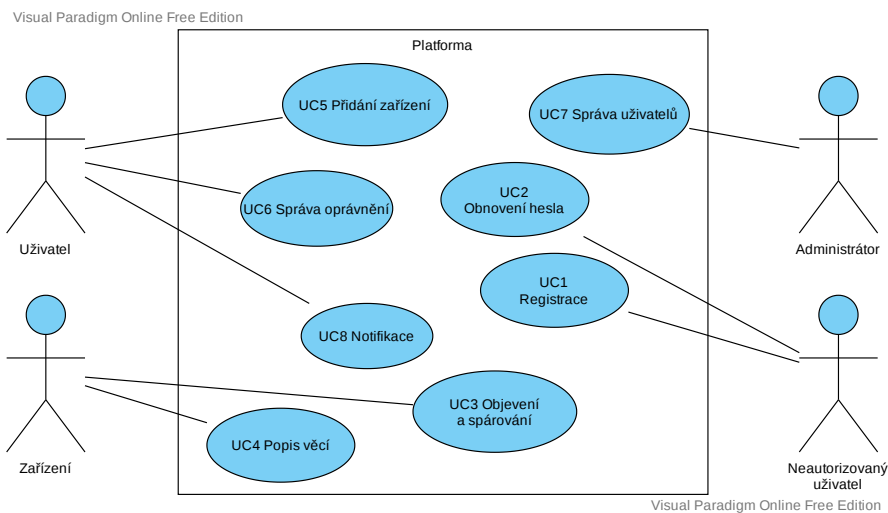 Visual Paradigm Online Free Edition
Platforma
UC5 Přidání zařízení
UC7 Správa uživatelů
UC2
Obnovení hesla
UC6 Správa oprávnění
Uživatel
Administrátor
UC1
Registrace
UC8 Notifikace
UC3 Objevení
a spárování
UC4 Popis věcí
Zařízení
Neautorizovaný
uživatel
Visual Paradigm Online Free Edition